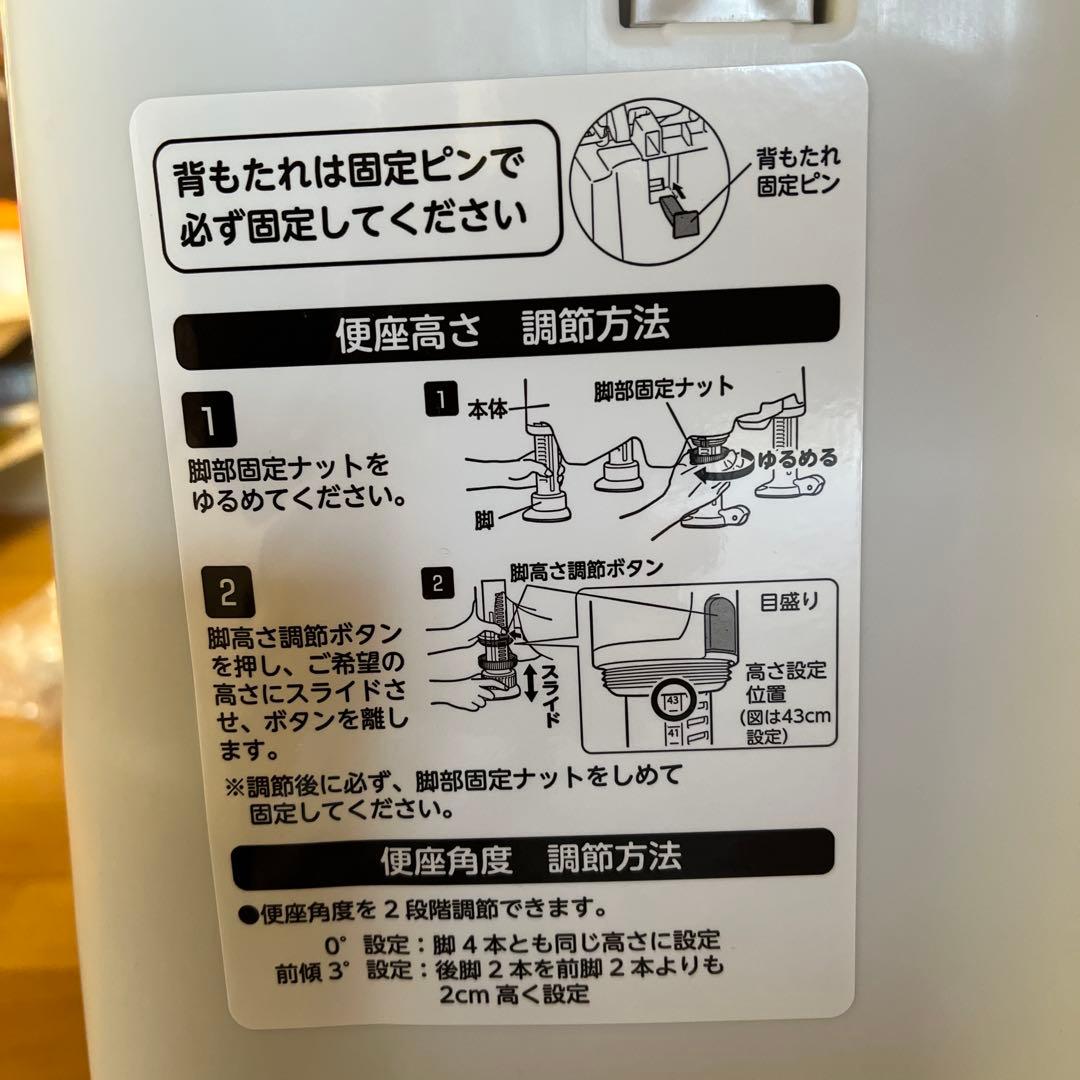 背もたれは固定ピンで
必ず固定してください
背もたれ
固定ピン
便座高さ 調節方法
1
脚部固定ナットを
ゆるめてください。
1
本体
脚部固定ナット
ゆるめる
脚
2
脚高さ調節ボタン
を押し、ご希望の
高さにスライドさ
せ、ボタンを離し
ます。
2
脚高さ調節ボタン
スライド
目盛り
高さ設定
位置
(図は43cm
設定)
43
41
※調節後に必ず、脚部固定ナットをしめて
固定してください。
便座角度 調節方法
●便座角度を2段階調節できます。
0°設定:脚4本とも同じ高さに設定
前傾3°設定:後脚2本を前脚2本よりも
2cm高く設定